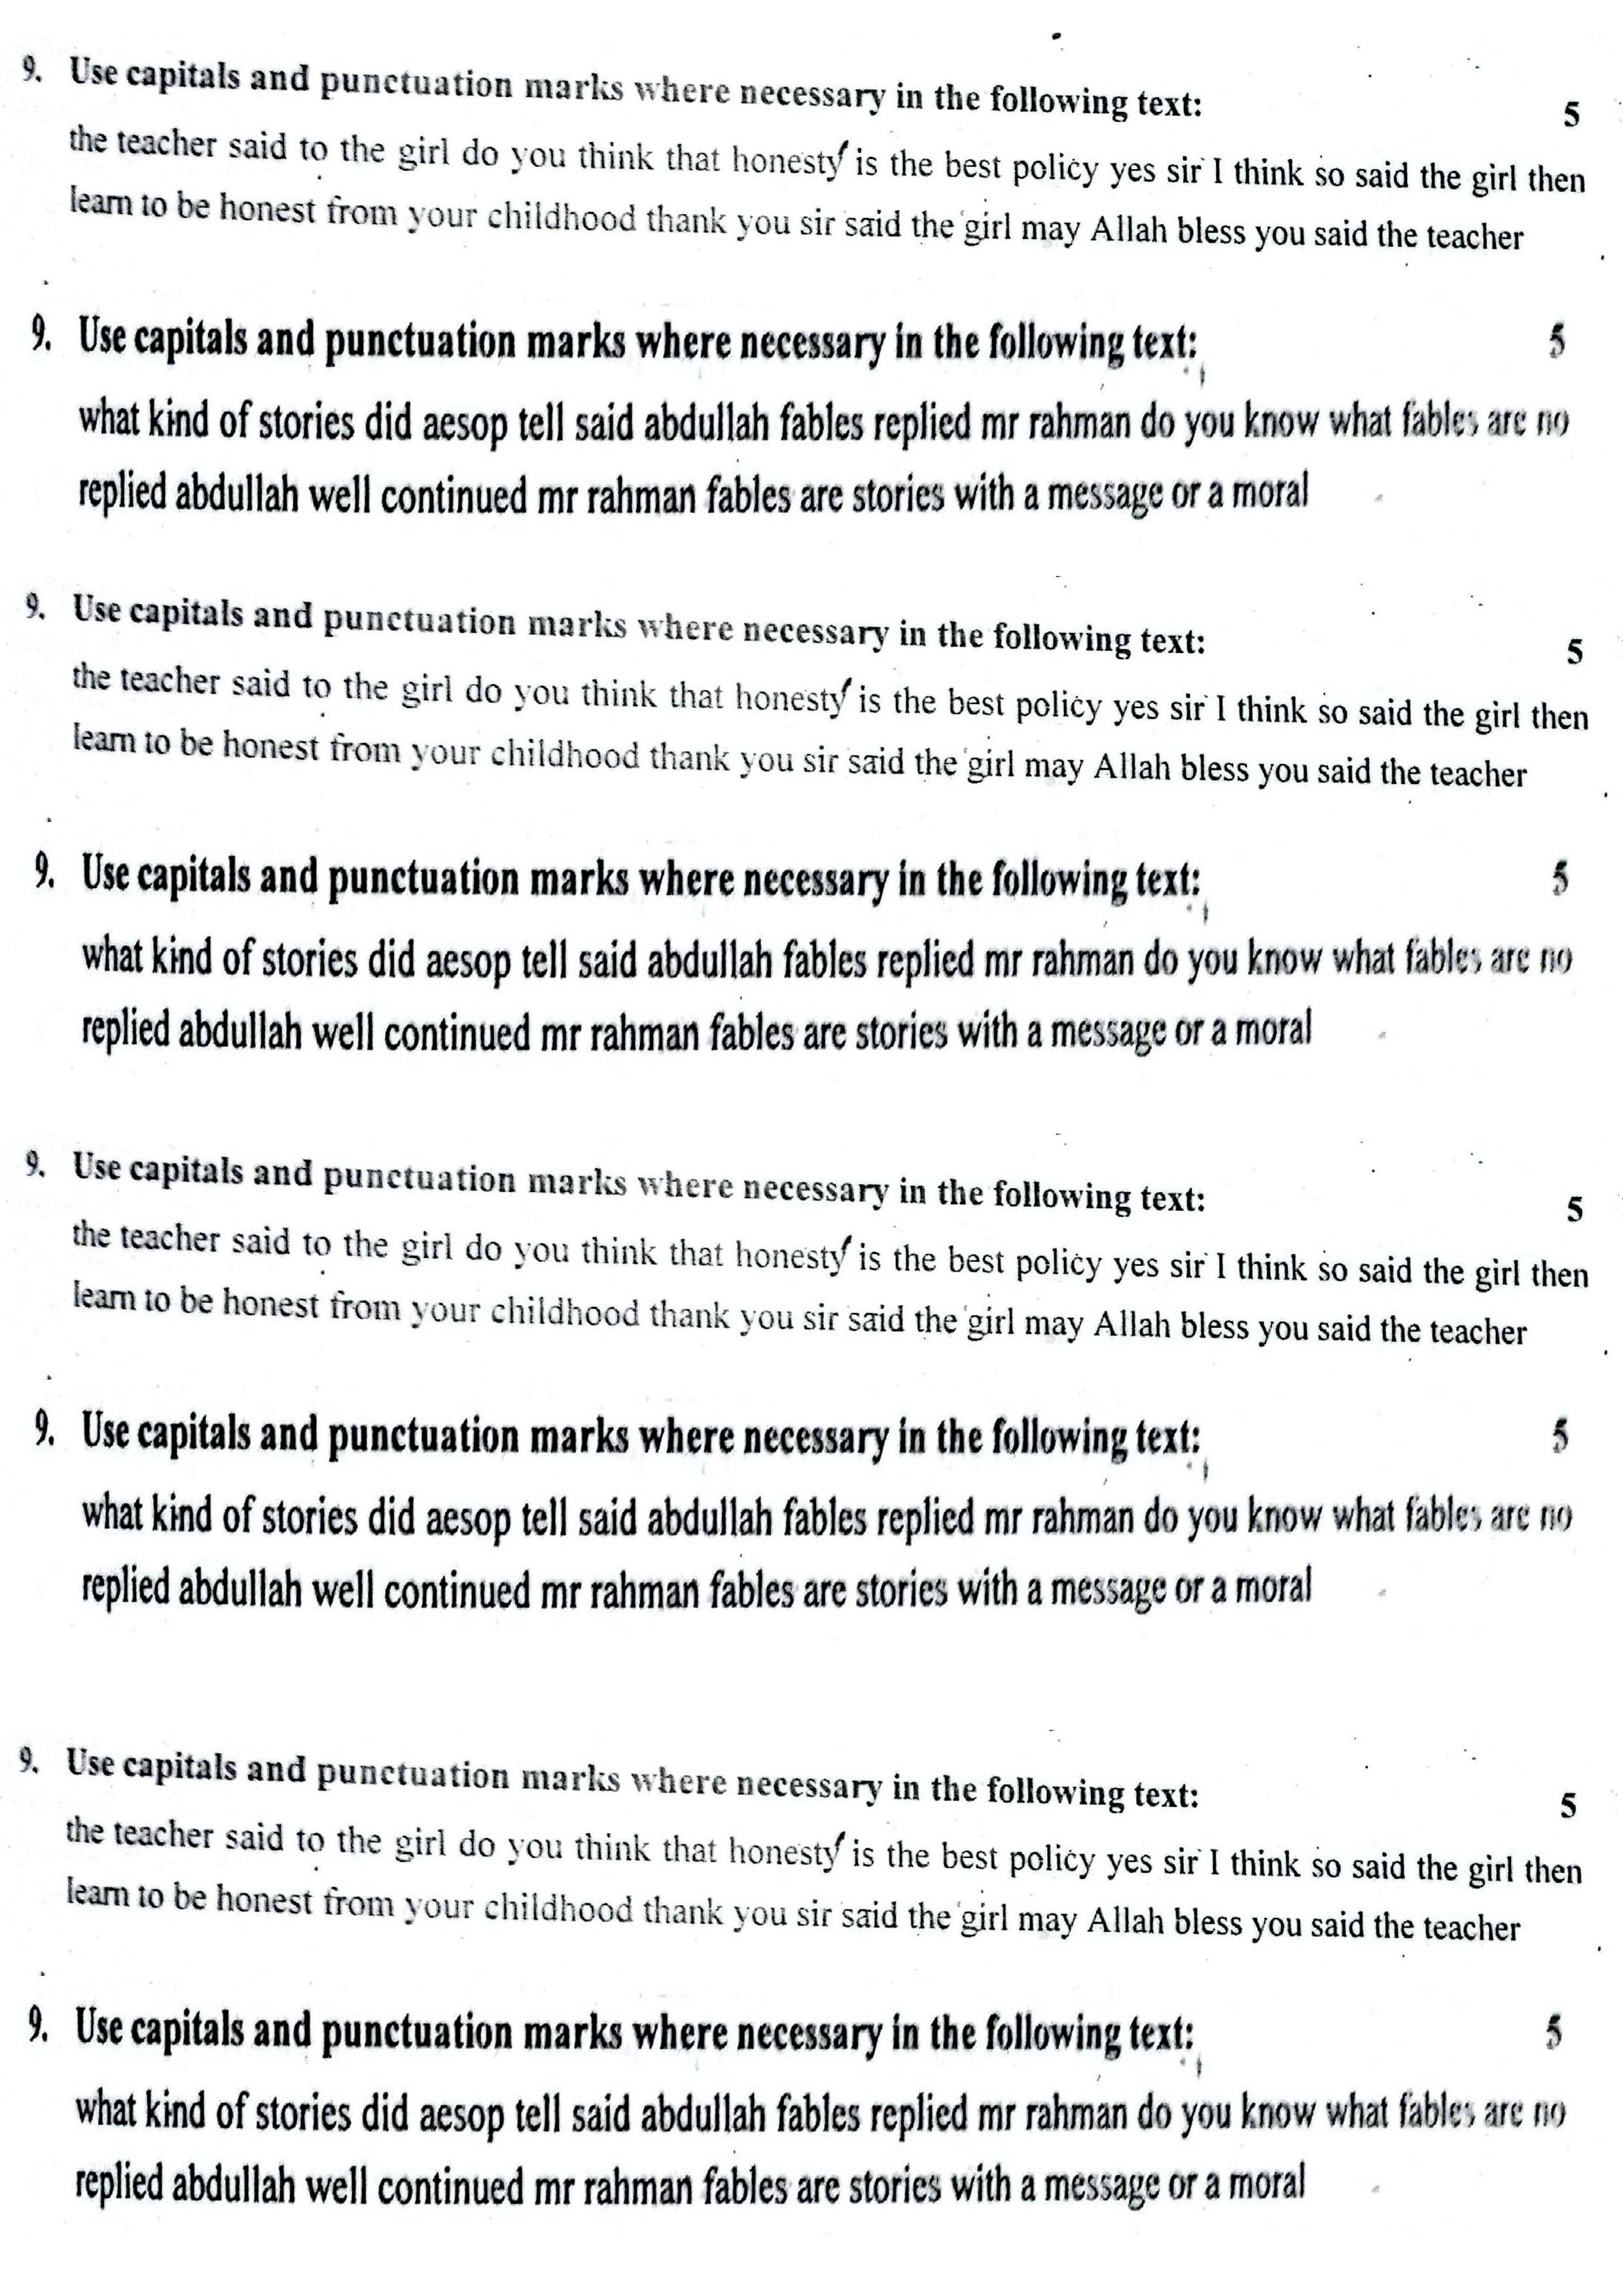 9. Use capitals and punctuation marks where necessary in the following text: 5
the teacher said to the girl do you think that honesty is the best policy yes sir I think so said the girl then
learn to be honest from your childhood thank you sir said the girl may Allah bless you said the teacher
9. Use capitals and punctuation marks where necessary in the following text: 5
what kind of stories did aesop tell said abdullah fables replied mr rahman do you know what fables are no
replied abdullah well continued mr rahman fables are stories with a message or a moral
9. Use capitals and punctuation marks where necessary in the following text: 5
the teacher said to the girl do you think that honesty is the best policy yes sir I think so said the girl then
learn to be honest from your childhood thank you sir said the girl may Allah bless you said the teacher
9. Use capitals and punctuation marks where necessary in the following text: 5
what kind of stories did aesop tell said abdullah fables replied mr rahman do you know what fables are no
replied abdullah well continued mr rahman fables are stories with a message or a moral
9. Use capitals and punctuation marks where necessary in the following text: 5
the teacher said to the girl do you think that honesty is the best policy yes sir I think so said the girl then
learn to be honest from your childhood thank you sir said the girl may Allah bless you said the teacher
9. Use capitals and punctuation marks where necessary in the following text: 5
what kind of stories did aesop tell said abdullah fables replied mr rahman do you know what fables are no
replied abdullah well continued mr rahman fables are stories with a message or a moral
9. Use capitals and punctuation marks where necessary in the following text: 5
the teacher said to the girl do you think that honesty is the best policy yes sir I think so said the girl then
learn to be honest from your childhood thank you sir said the girl may Allah bless you said the teacher
9. Use capitals and punctuation marks where necessary in the following text: 5
what kind of stories did aesop tell said abdullah fables replied mr rahman do you know what fables are no
replied abdullah well continued mr rahman fables are stories with a message or a moral